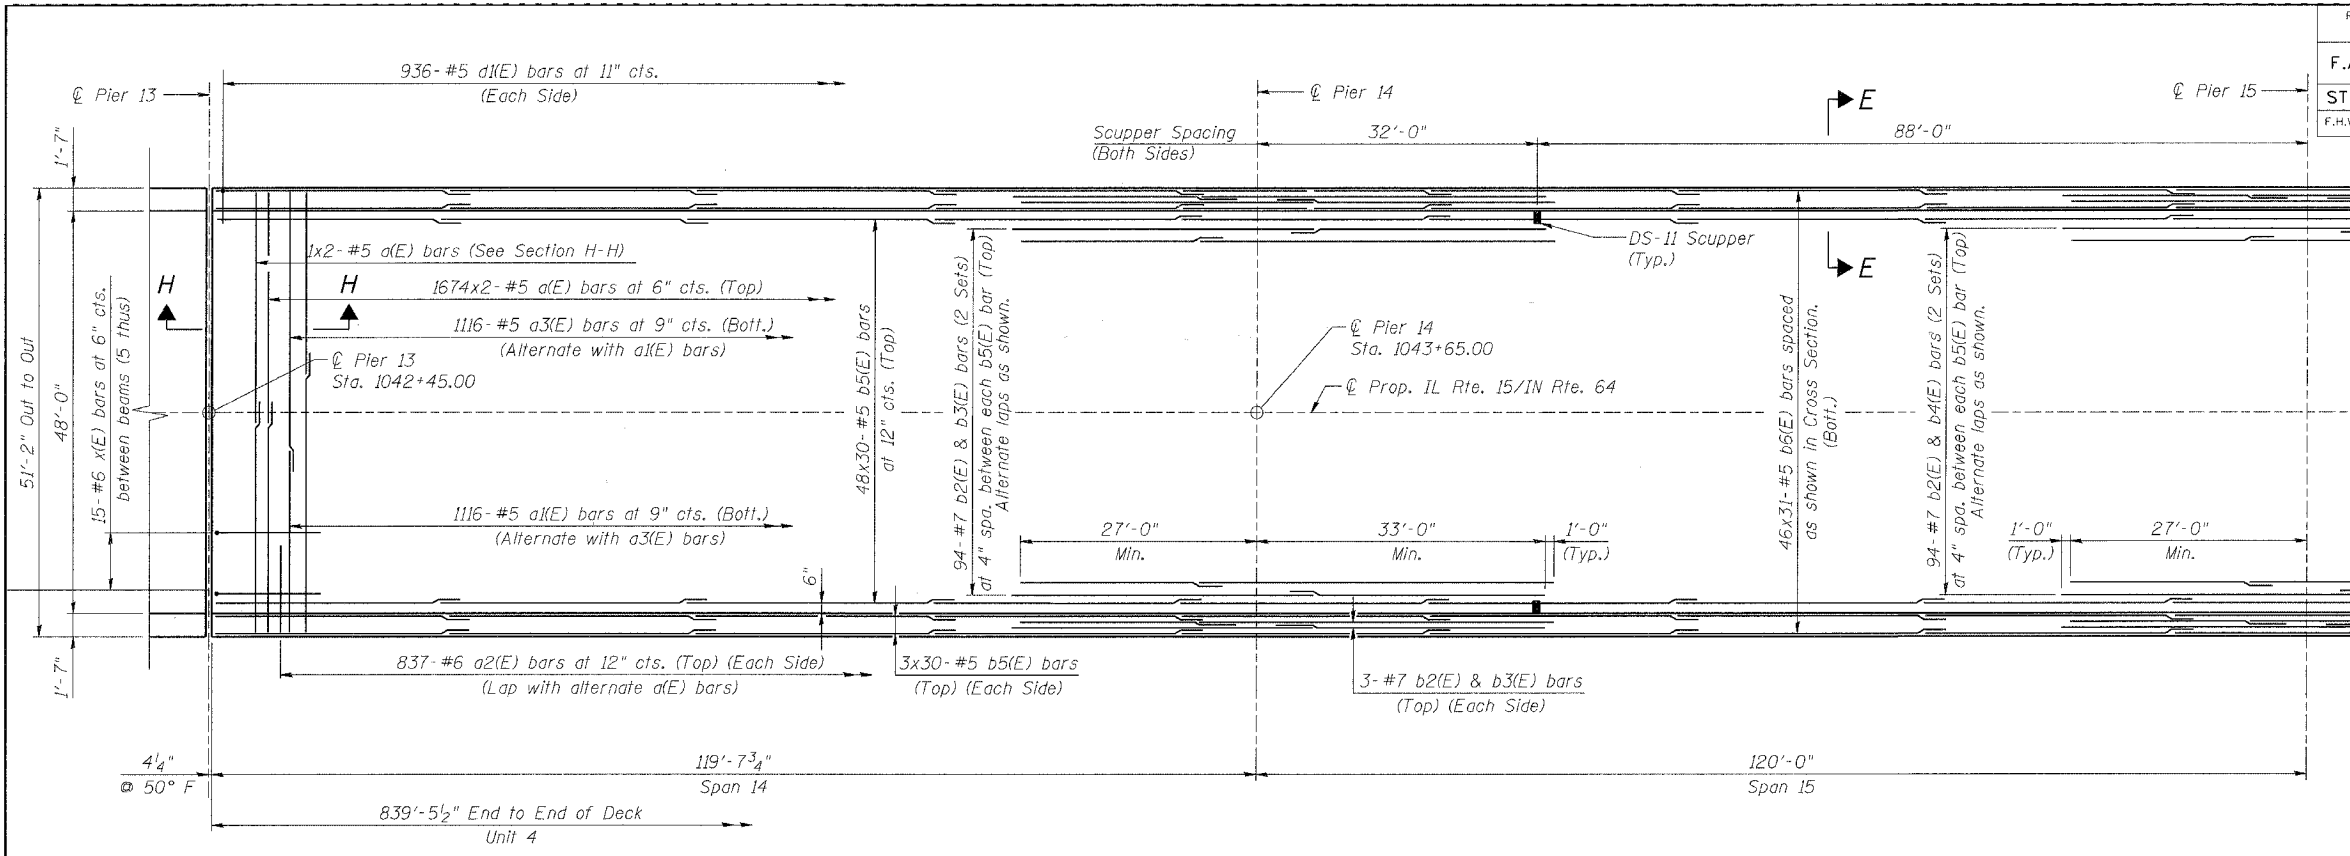 936-#5 d1(E) bars at 11" cts.
(Each Side)
℄ Pier 13
℄ Pier 14
E
℄ Pier 15
F.A
ST
F.H.W
Scupper Spacing
(Both Sides)
32'-0"
88'-0"
1'-7"
51'-2" Out to Out
48'-0"
15-#6 x(E) bars at 6" cts.
between beams (5 thus)
1'-7"
1x2-#5 a(E) bars (See Section H-H)
H
H
1674x2-#5 a(E) bars at 6" cts. (Top)
1116-#5 a3(E) bars at 9" cts. (Bott.)
(Alternate with a1(E) bars)
℄ Pier 13
Sta. 1042+45.00
48x30-#5 b5(E) bars
at 12" cts. (Top)
94-#7 b2(E) & b3(E) bars (2 Sets)
at 4" spa. between each b5(E) bar (Top)
Alternate laps as shown.
DS-11 Scupper
(Typ.)
E
℄ Pier 14
Sta. 1043+65.00
℄ Prop. IL Rte. 15/IN Rte. 64
46x31-#5 b6(E) bars spaced
as shown in Cross Section.
(Bott.)
94-#7 b2(E) & b4(E) bars (2 Sets)
at 4" spa. between each b5(E) bar (Top)
Alternate laps as shown.
1116-#5 a1(E) bars at 9" cts. (Bott.)
(Alternate with a3(E) bars)
27'-0"
Min.
33'-0"
Min.
1'-0"
(Typ.)
1'-0"
(Typ.)
27'-0"
Min.
6"
837-#6 a2(E) bars at 12" cts. (Top) (Each Side)
(Lap with alternate a(E) bars)
3x30-#5 b5(E) bars
(Top) (Each Side)
3-#7 b2(E) & b3(E) bars
(Top) (Each Side)
4¼"
@ 50° F
119'-7¾"
Span 14
120'-0"
Span 15
839'-5½" End to End of Deck
Unit 4